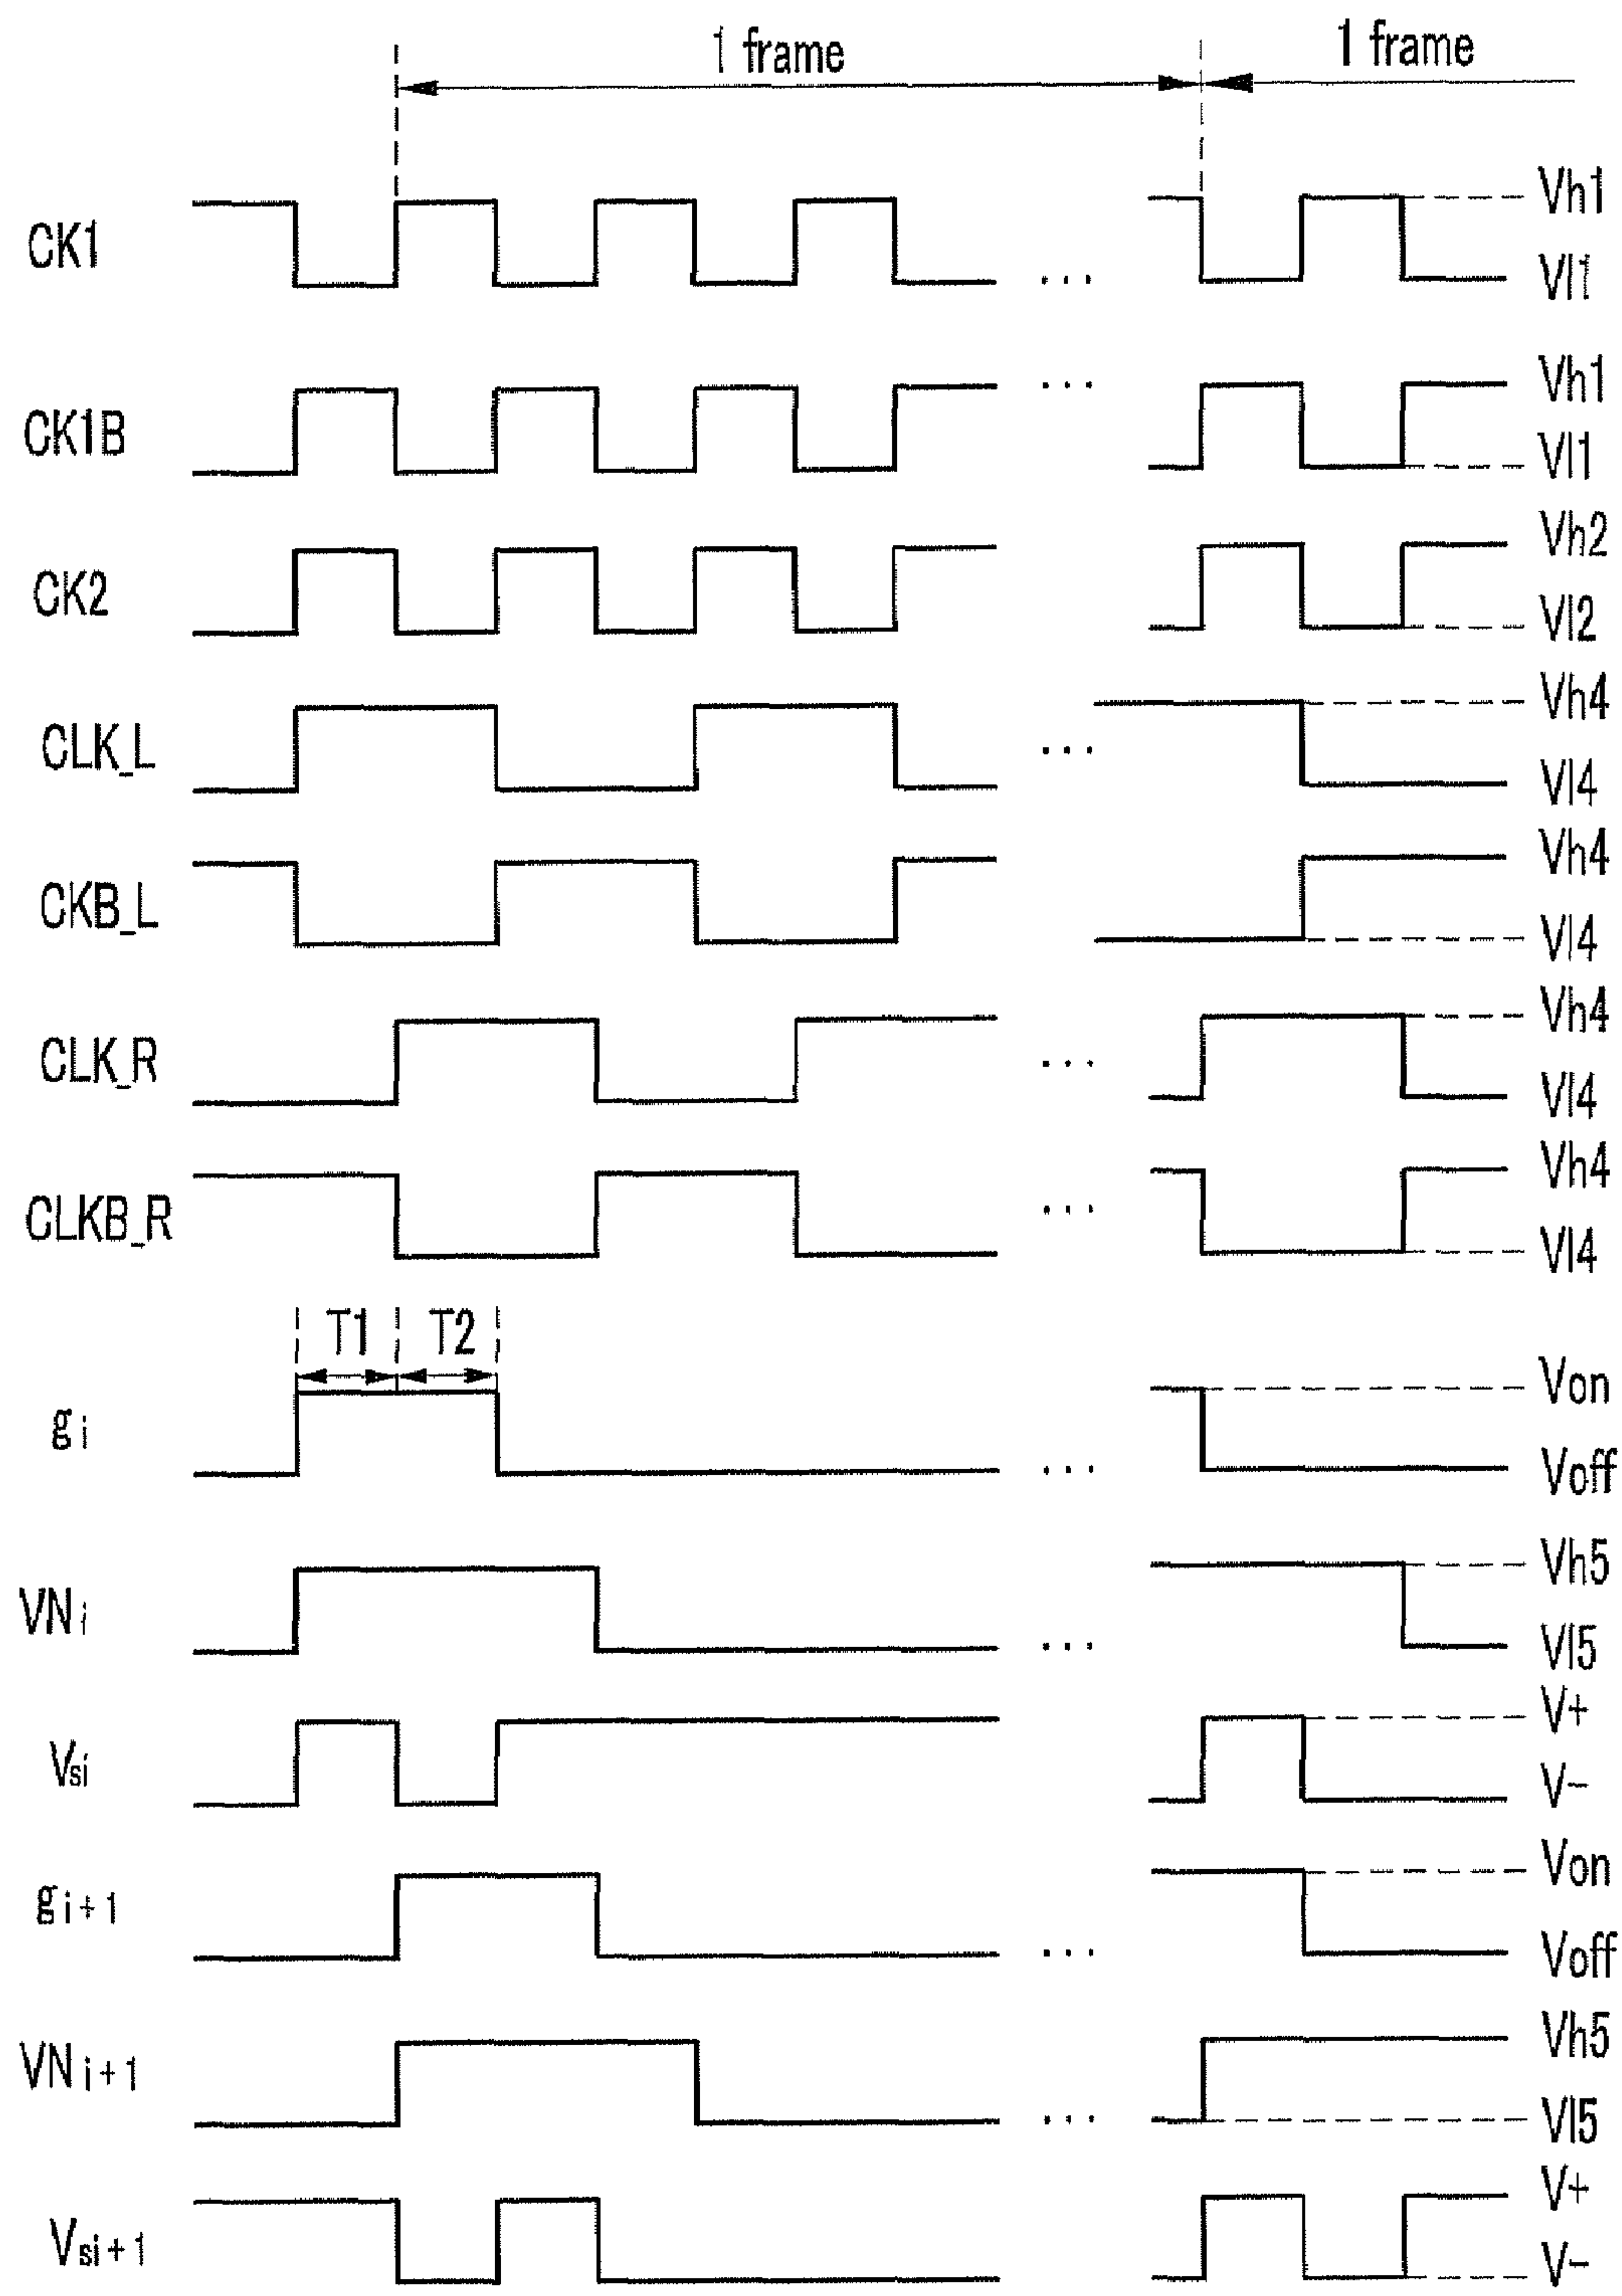 1 frame 1 frame
CK1 Vh1
Vl1
CK1B Vh1
Vl1
CK2 Vh2
Vl2
CLK_L Vh4
Vl4
CKB_L Vh4
Vl4
CLK_R Vh4
Vl4
CLKB_R Vh4
Vl4
T1 T2
gi Von
Voff
VNi Vh5
Vl5
Vsi V+
V-
gi+1 Von
Voff
VNi+1 Vh5
Vl5
Vsi+1 V+
V-
... ... ... ... ... ... ... ... ...